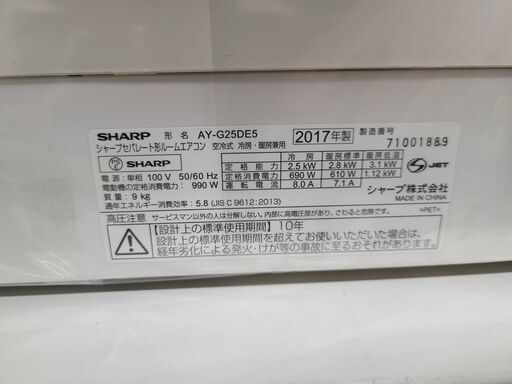 SHARP 形名 AY-G25DE5 2017年製 製造番号
シャープセパレート形ルームエアコン 空冷式 冷房・暖房兼用 71001889
PS E SHARP 冷房 暖房標準 暖房低温
定格能力 2.5 kW 2.8 kW 3.1 kW
電源:単相 100 V 50/60 Hz 定格消費電力 690 W 610 W 1.12 kW
電動機の定格消費電力: 990 W 運転電流 8.0 A 7.1 A
JET
質量:9 kg シャープ株式会社
通年エネルギー消費効率:5.8 (JIS C 9612:2013) MADE IN CHINA
高圧注意 サービスマン以外の人は分解しない。内部に高電圧部があり、さわると危険。 >PET<
【設計上の標準使用期間】10年
設計上の標準使用期間を超えてお使いいただいた場合は、
経年劣化による発火・けが等の事故に至るおそれがあります。